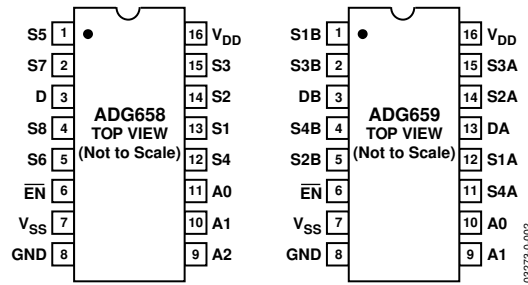 S5 1 16 VDD
S7 2 15 S3
D 3 14 S2
S8 4 13 S1
S6 5 12 S4
EN 6 11 A0
VSS 7 10 A1
GND 8 9 A2
ADG658
TOP VIEW
(Not to Scale)
S1B 1 16 VDD
S3B 2 15 S3A
DB 3 14 S2A
S4B 4 13 DA
S2B 5 12 S1A
EN 6 11 S4A
VSS 7 10 A0
GND 8 9 A1
ADG659
TOP VIEW
(Not to Scale)
03273-0-002